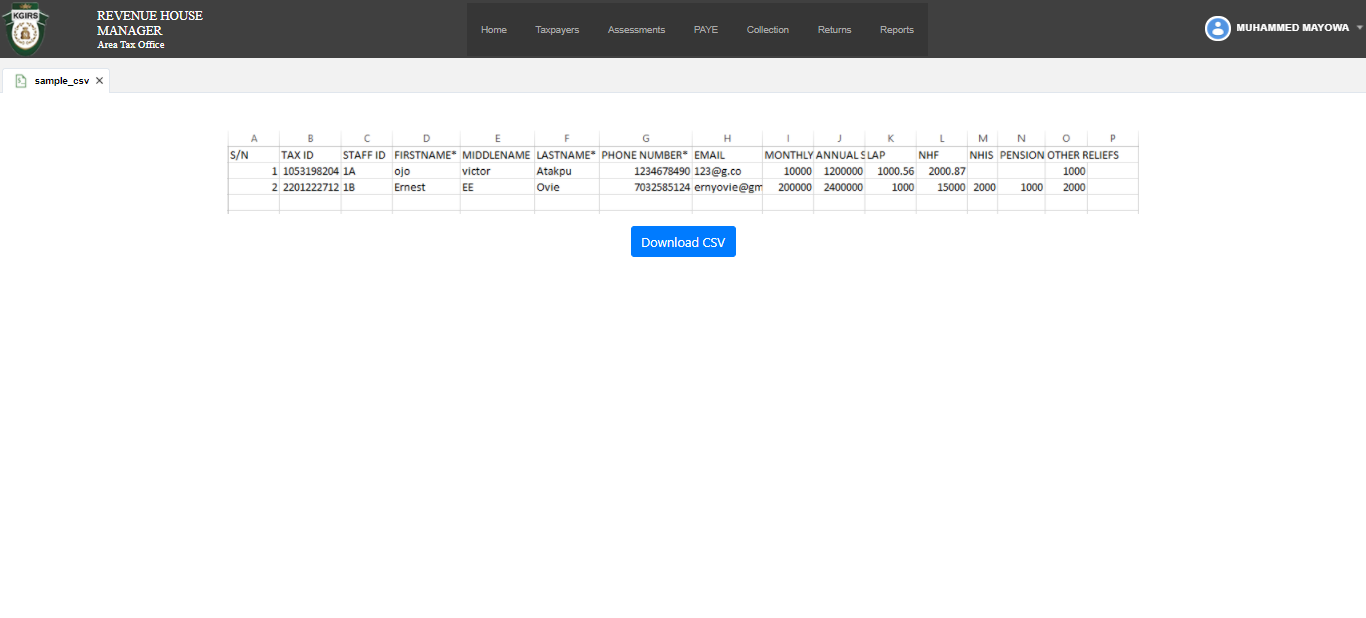 KGIRS
REVENUE HOUSE
MANAGER
Area Tax Office
Home Taxpayers Assessments PAYE Collection Returns Reports
MUHAMMED MAYOWA
sample_csv
A B C D E F G H I J K L M N O P
S/N TAX ID STAFF ID FIRSTNAME* MIDDLENAME LASTNAME* PHONE NUMBER* EMAIL MONTHLY ANNUAL S LAP NHF NHIS PENSION OTHER RELIEFS
1 1053198204 1A ojo victor Atakpu 1234678490 123@g.co 10000 1200000 1000.56 2000.87 1000
2 2201222712 1B Ernest EE Ovie 7032585124 ernyovie@gm 200000 2400000 1000 15000 2000 1000 2000
Download CSV